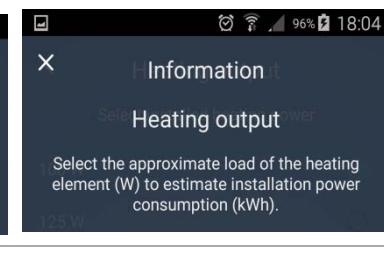 96% 18:04
Information
Heating output
Select the approximate load of the heating
element (W) to estimate installation power
consumption (kWh).
125 W